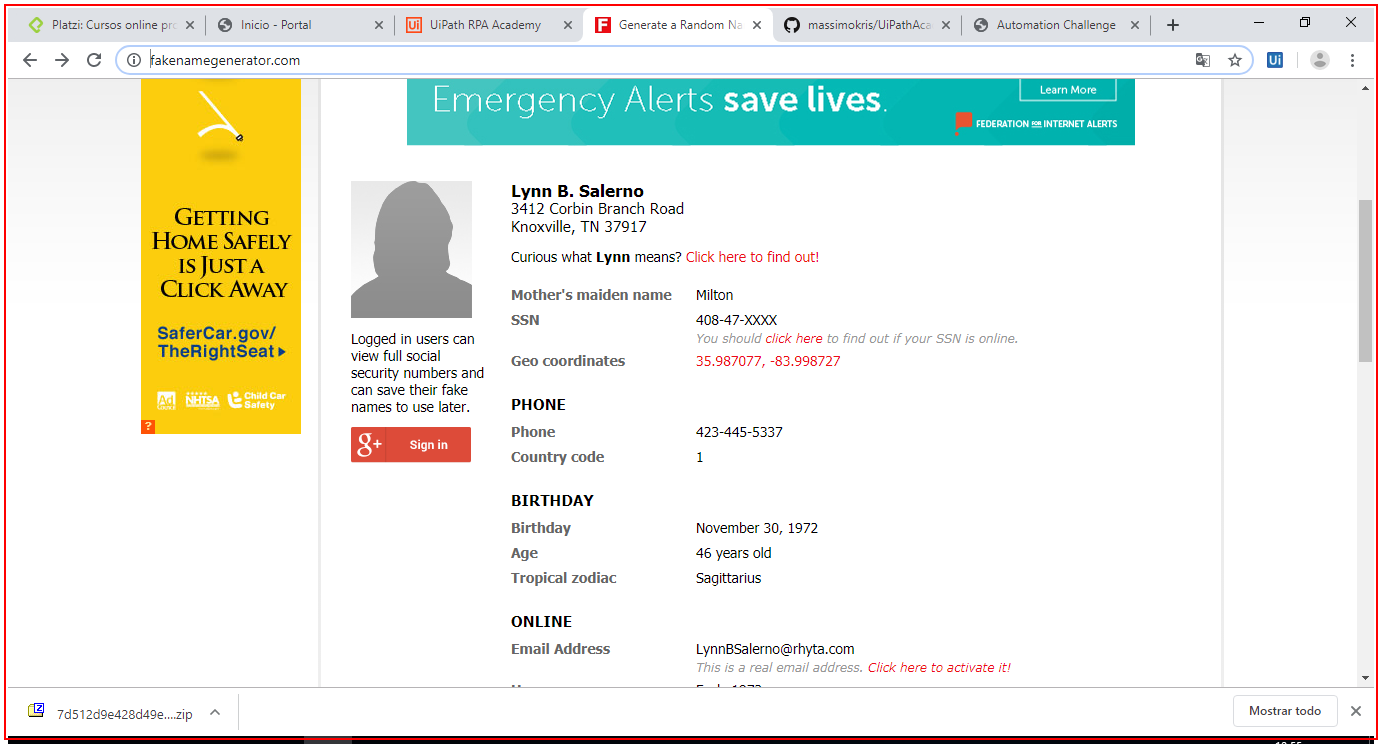 Platzi: Cursos online pro
Inicio - Portal
UiPath RPA Academy
Generate a Random Na
massimokris/UiPathAca
Automation Challenge
fakenamegenerator.com
Ui
Emergency Alerts save lives.
Learn More
FEDERATION FOR INTERNET ALERTS
GETTING
HOME SAFELY
IS JUST A
CLICK AWAY
SaferCar.gov/
TheRightSeat
Ad
COUNCIL
NHTSA
Child Car
Safety
?
Logged in users can
view full social
security numbers and
can save their fake
names to use later.
g+ Sign in
Lynn B. Salerno
3412 Corbin Branch Road
Knoxville, TN 37917
Curious what Lynn means? Click here to find out!
Mother's maiden name Milton
SSN 408-47-XXXX
You should click here to find out if your SSN is online.
Geo coordinates 35.987077, -83.998727
PHONE
Phone 423-445-5337
Country code 1
BIRTHDAY
Birthday November 30, 1972
Age 46 years old
Tropical zodiac Sagittarius
ONLINE
Email Address LynnBSalerno@rhyta.com
This is a real email address. Click here to activate it!
7d512d9e428d49e....zip
Mostrar todo